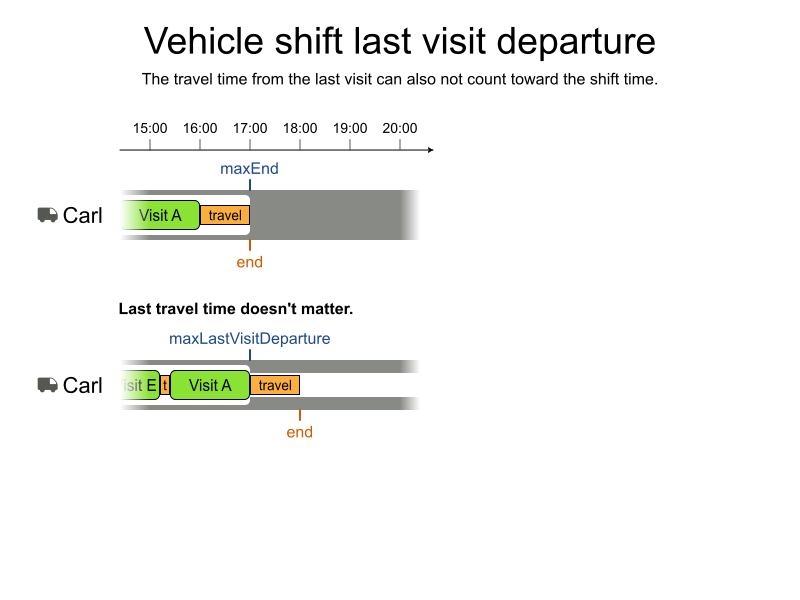 Vehicle shift last visit departure
The travel time from the last visit can also not count toward the shift time.
15:00 16:00 17:00 18:00 19:00 20:00
maxEnd
Carl Visit A travel
end
Last travel time doesn't matter.
maxLastVisitDeparture
Carl isit E t Visit A travel
end